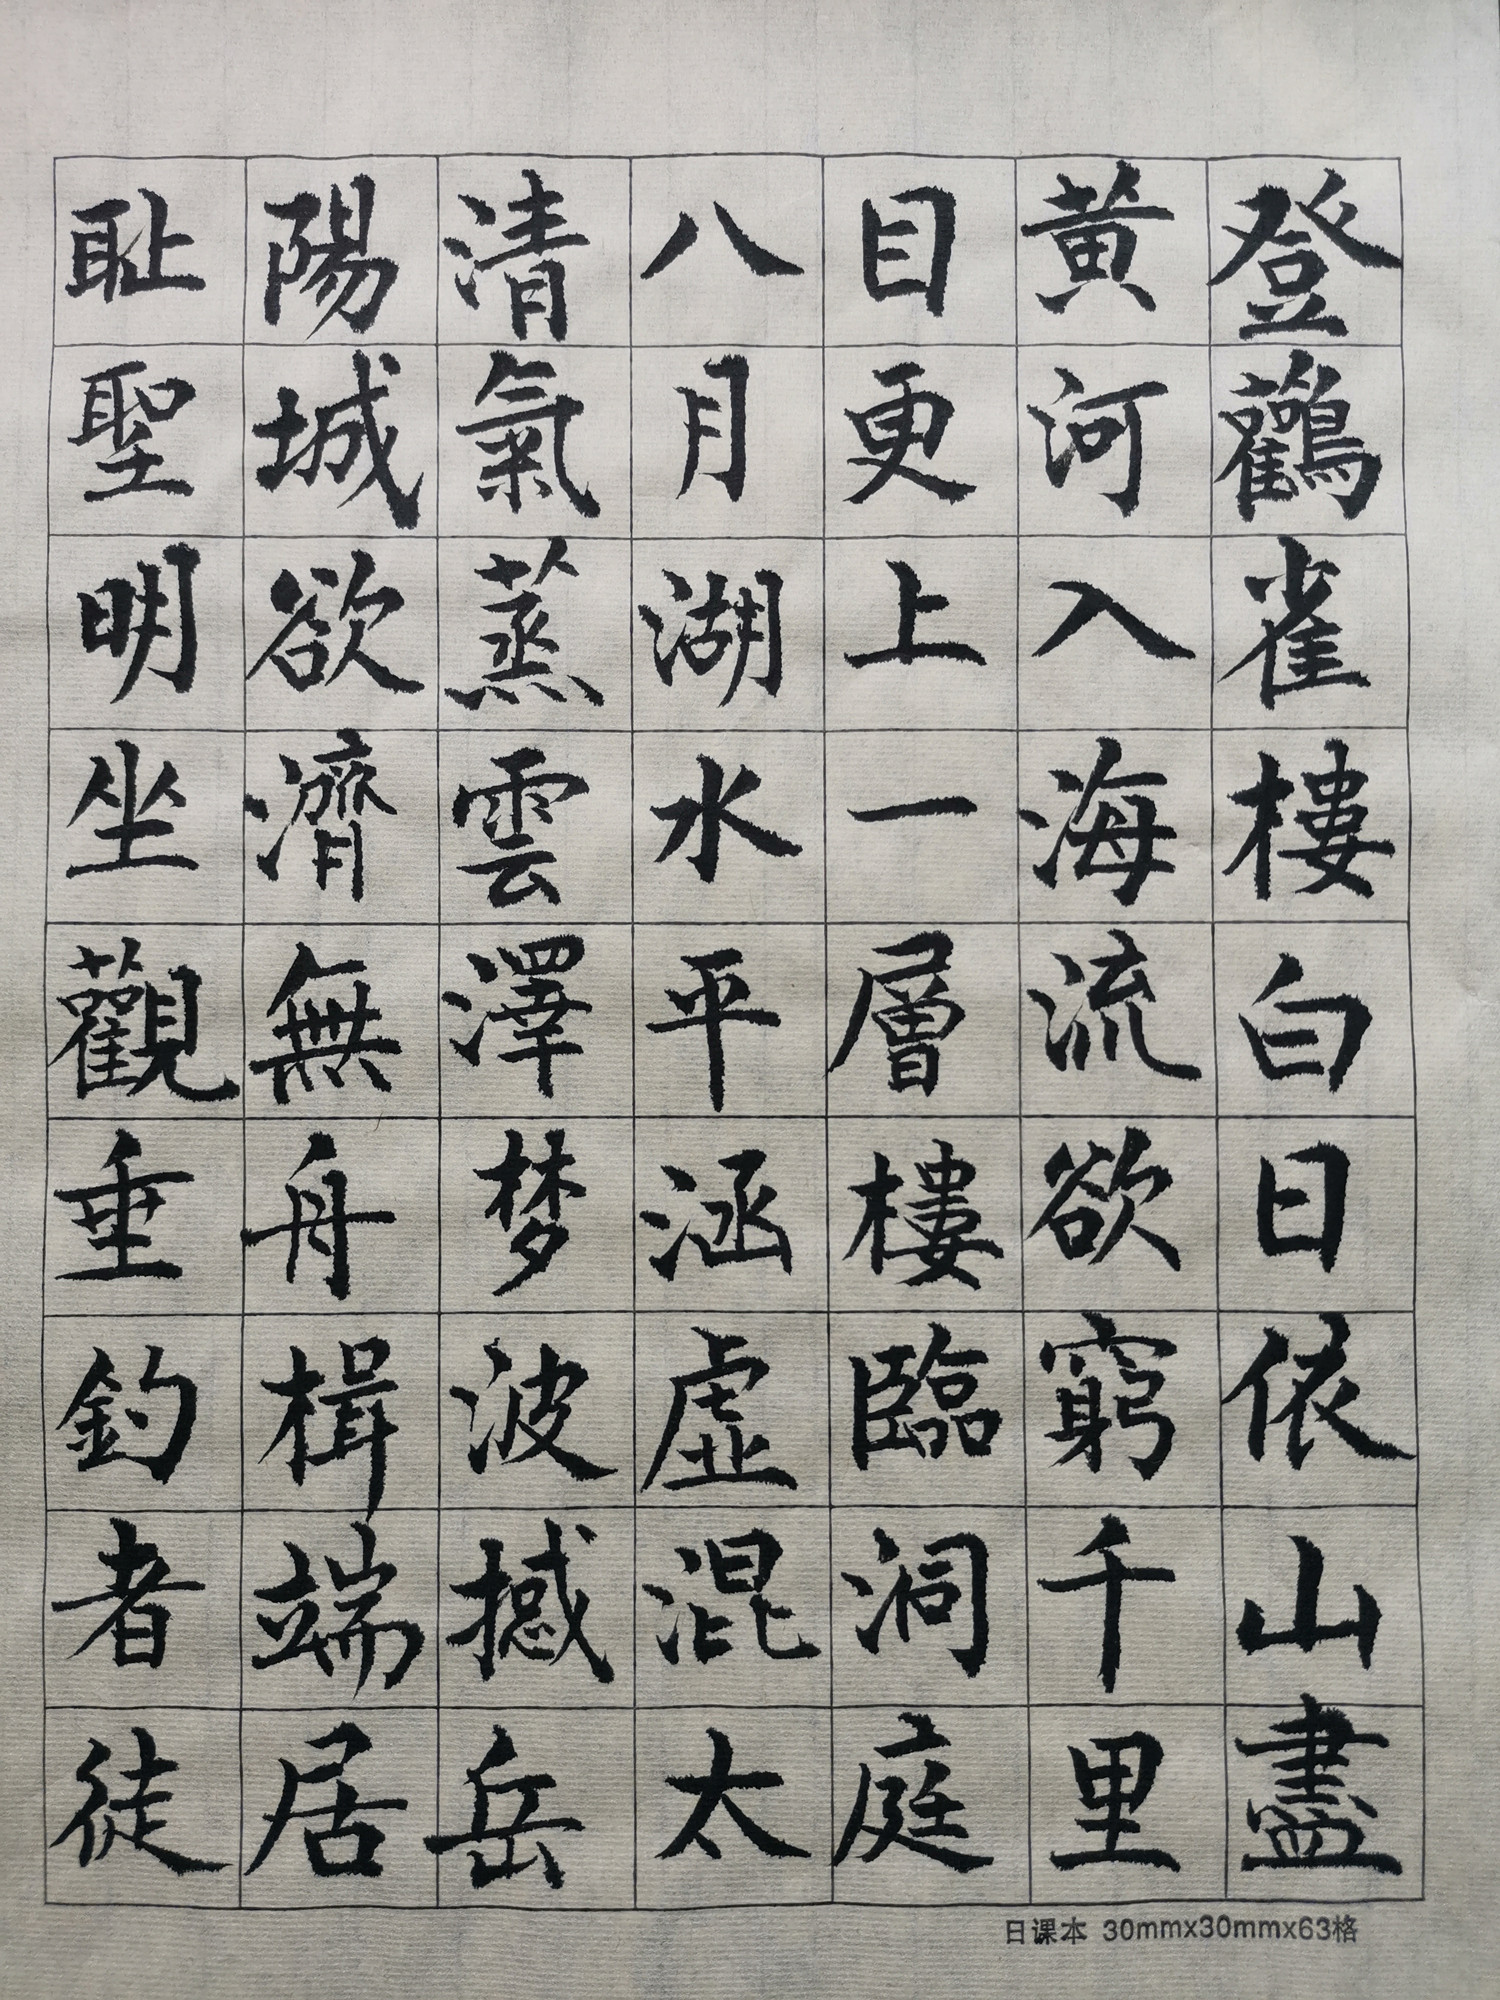 登鸛雀樓白日依山盡
黄河入海流欲窮千里
目更上一層樓臨洞庭
八月湖水平涵虚混太
清氣蒸雲澤梦波撼岳
陽城欲濟無舟楫端居
耻聖明坐觀垂釣者徒
日课本 30mmx30mmx63格